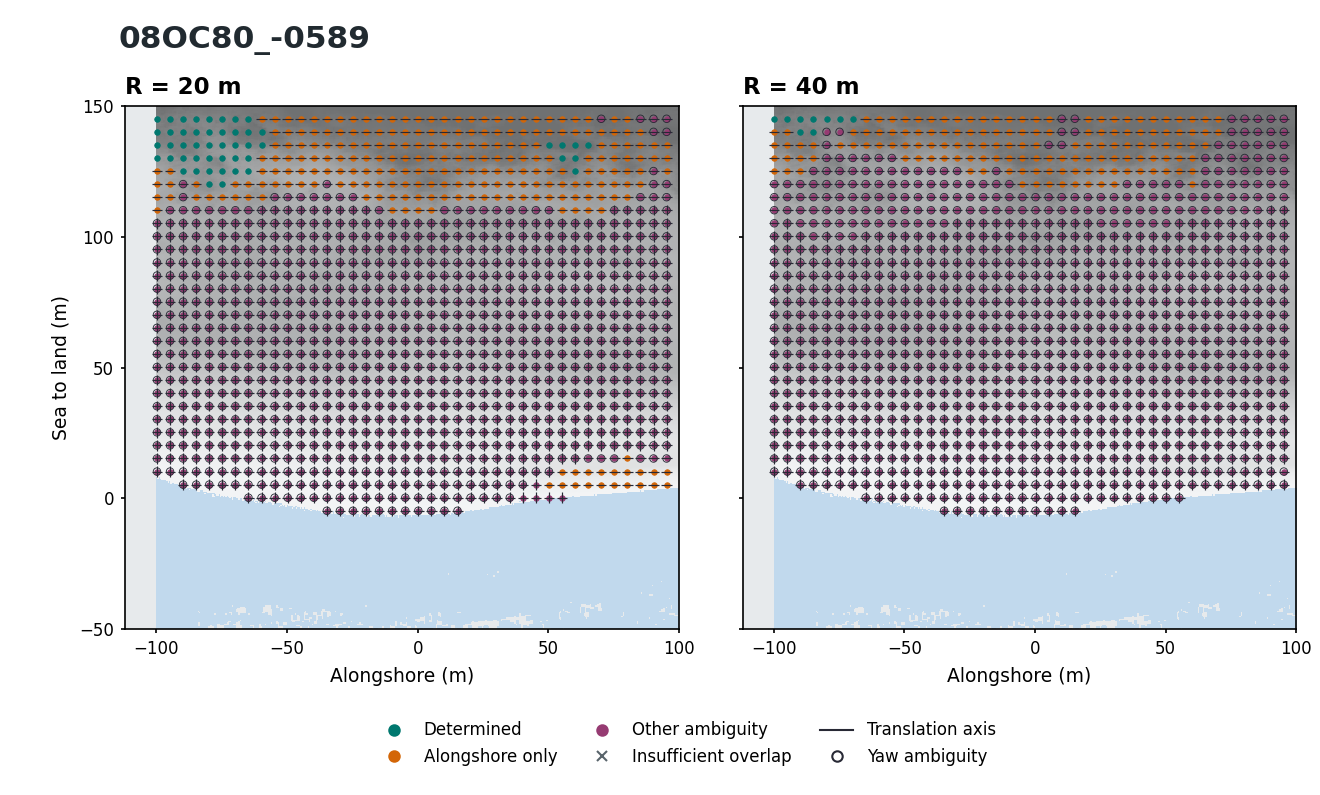 08OC80_-0589
R = 20 m
R = 40 m
150
100
50
0
−50
Sea to land (m)
−100
−50
0
50
100
−100
−50
0
50
100
Alongshore (m)
Alongshore (m)
Determined
Other ambiguity
Translation axis
Alongshore only
Insufficient overlap
Yaw ambiguity